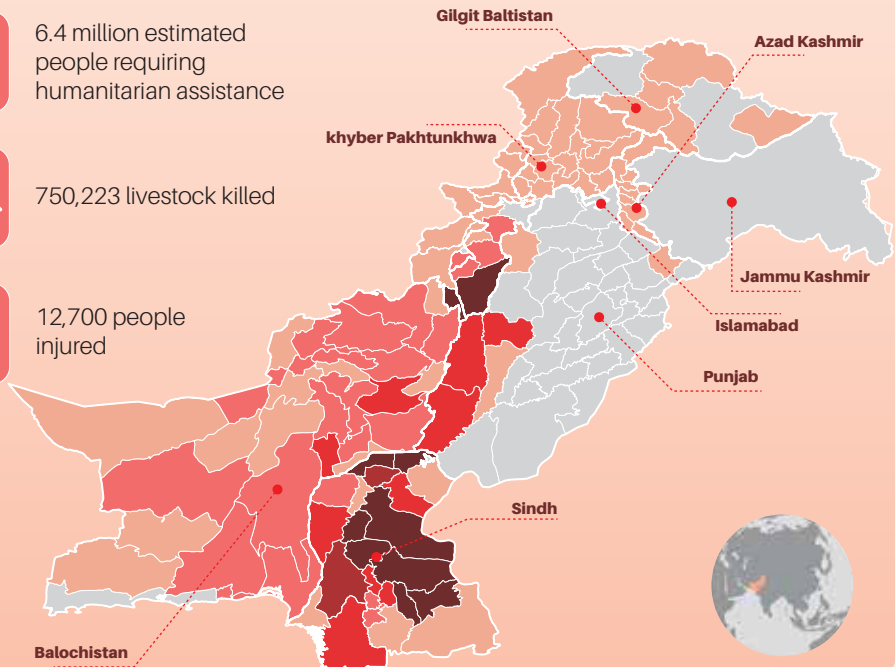 6.4 million estimated
people requiring
humanitarian assistance
750,223 livestock killed
12,700 people
injured
Gilgit Baltistan
Azad Kashmir
khyber Pakhtunkhwa
Jammu Kashmir
Islamabad
Punjab
Sindh
Balochistan